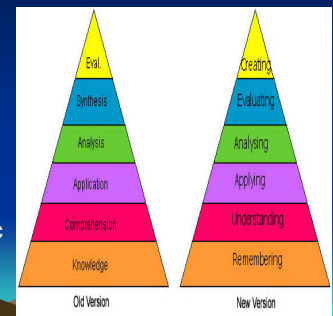 Eval.
Synthesis
Analysis
Application
Comprehension
Knowledge
Old Version
Creating
Evaluating
Analysing
Applying
Understanding
Remembering
New Version
c